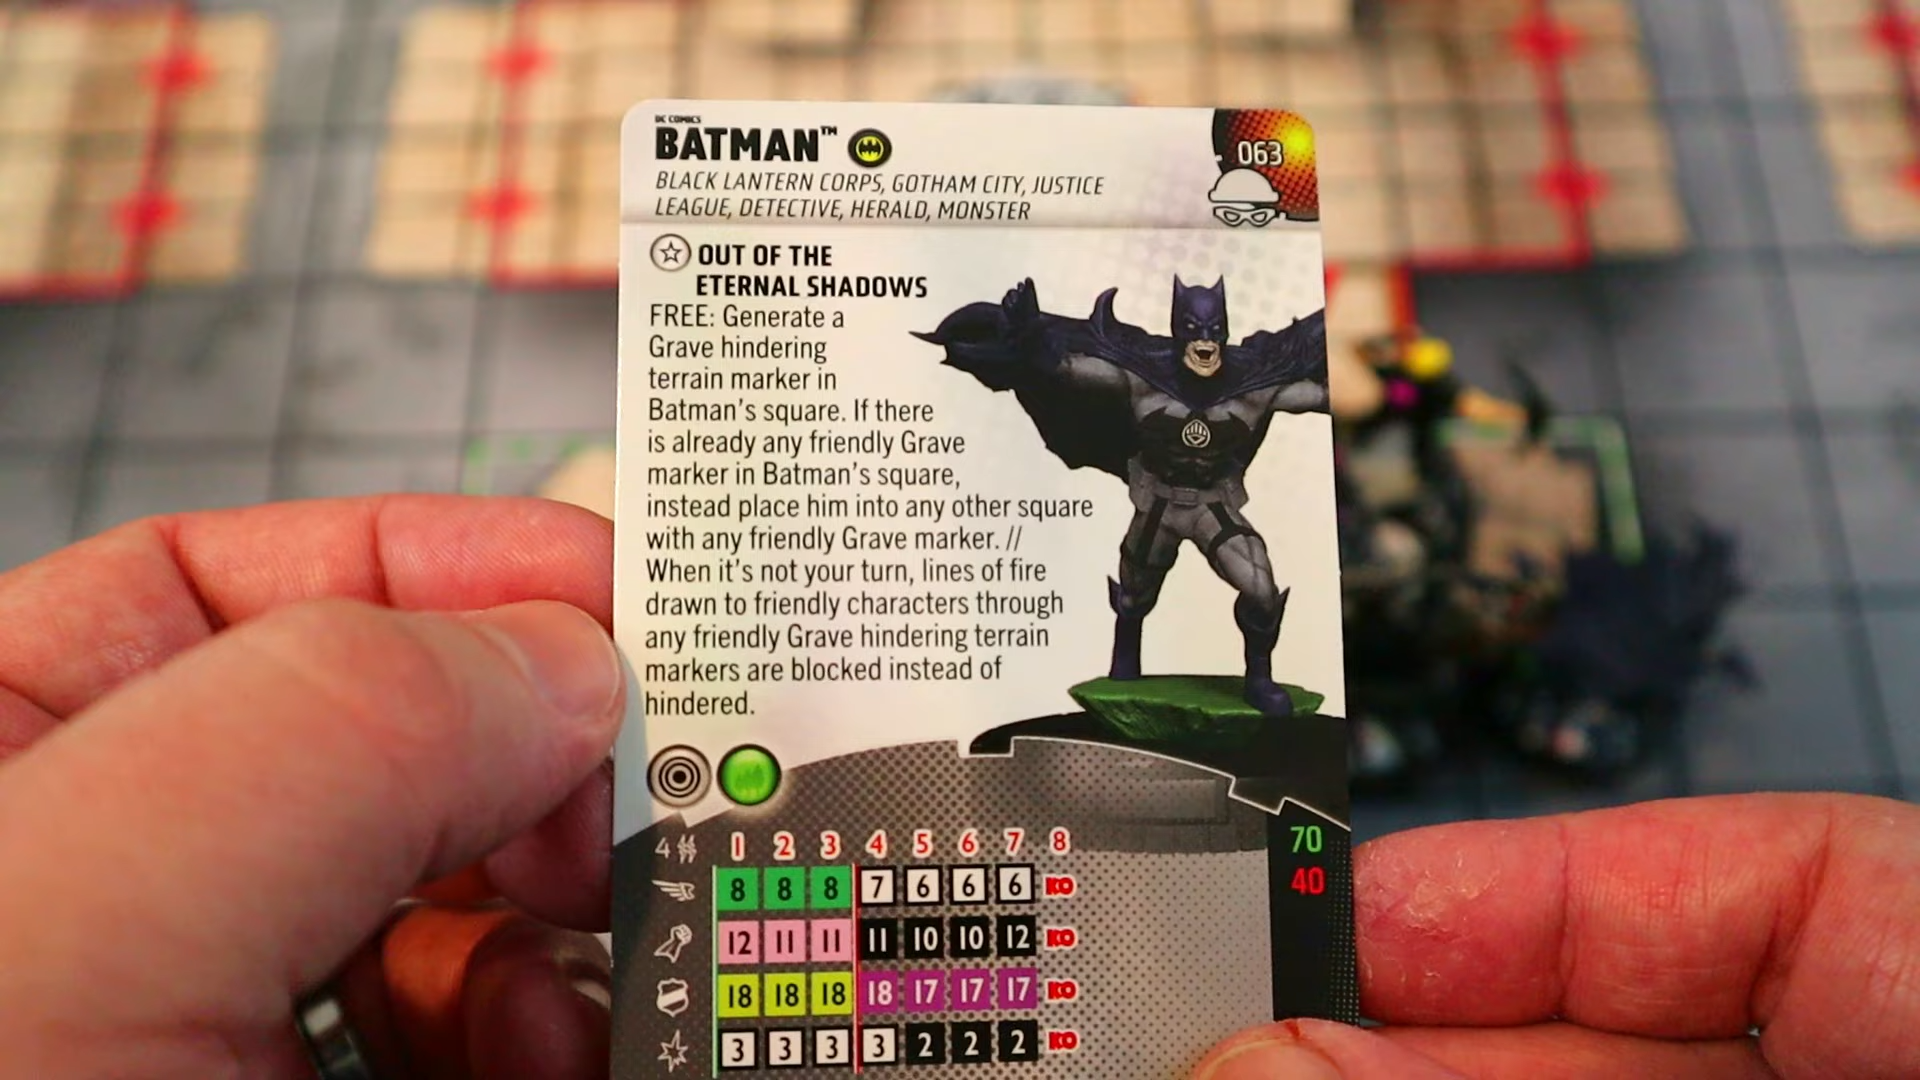 DC COMICS
BATMAN™
063
BLACK LANTERN CORPS, GOTHAM CITY, JUSTICE
LEAGUE, DETECTIVE, HERALD, MONSTER
OUT OF THE
ETERNAL SHADOWS
FREE: Generate a
Grave hindering
terrain marker in
Batman's square. If there
is already any friendly Grave
marker in Batman's square,
instead place him into any other square
with any friendly Grave marker. //
When it's not your turn, lines of fire
drawn to friendly characters through
any friendly Grave hindering terrain
markers are blocked instead of
hindered.
4 1 2 3 4 5 6 7 8
8 8 8 7 6 6 6 KO
12 11 11 11 10 10 12 KO
18 18 18 18 17 17 17 KO
3 3 3 3 2 2 2 KO
70
40